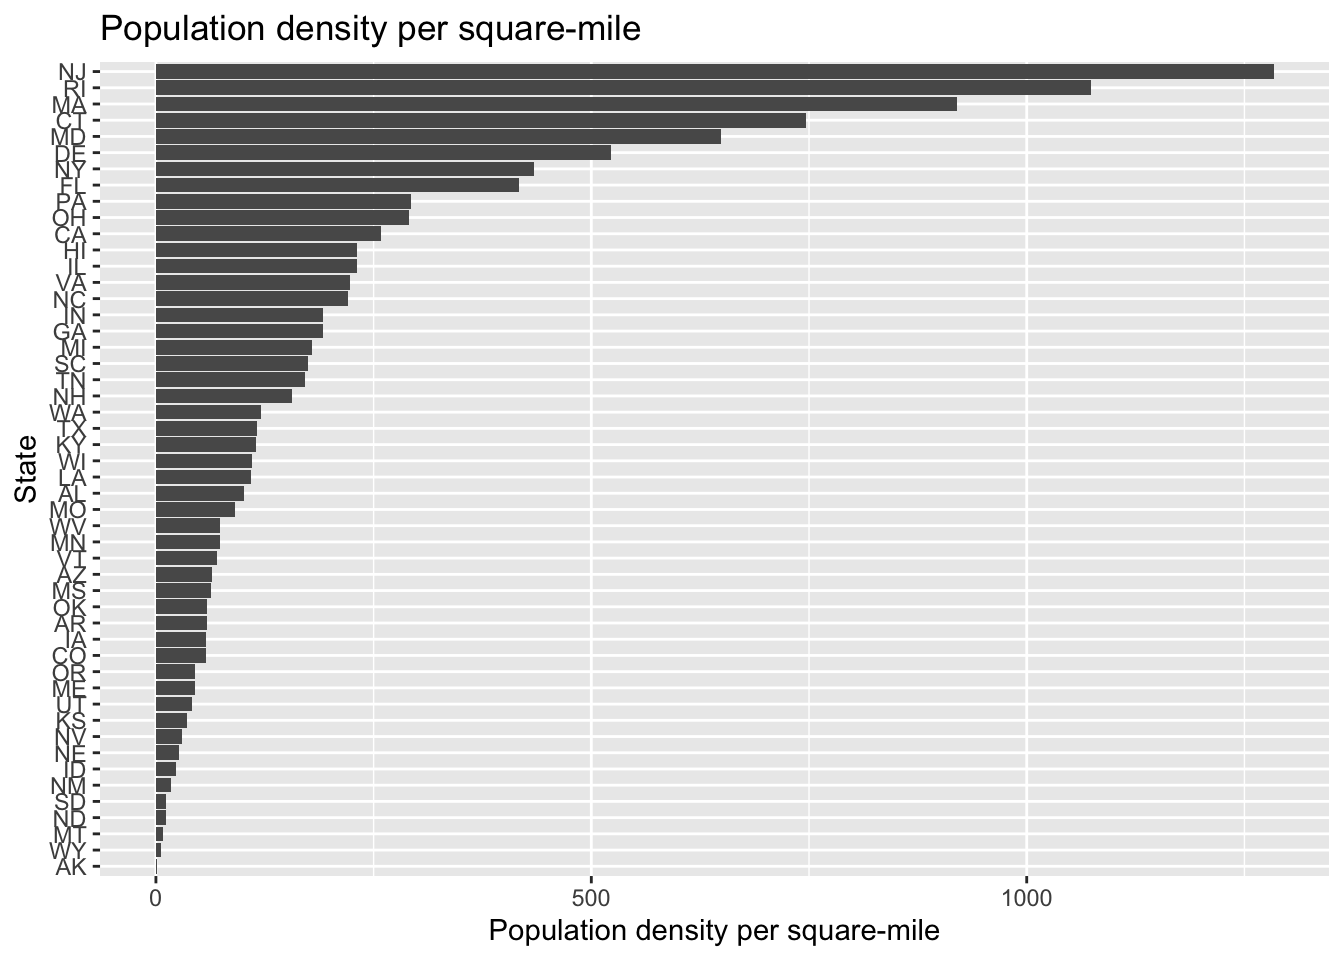 Population density per square-mile
NJ
RI
MA
CT
MD
DE
NY
FL
PA
OH
CA
HI
IL
VA
NC
IN
GA
MI
SC
TN
NH
WA
TX
KY
WI
LA
AL
MO
WV
MN
VT
AZ
MS
OK
AR
IA
CO
OR
ME
UT
KS
NV
NE
ID
NM
SD
ND
MT
WY
AK
State
0 500 1000
Population density per square-mile